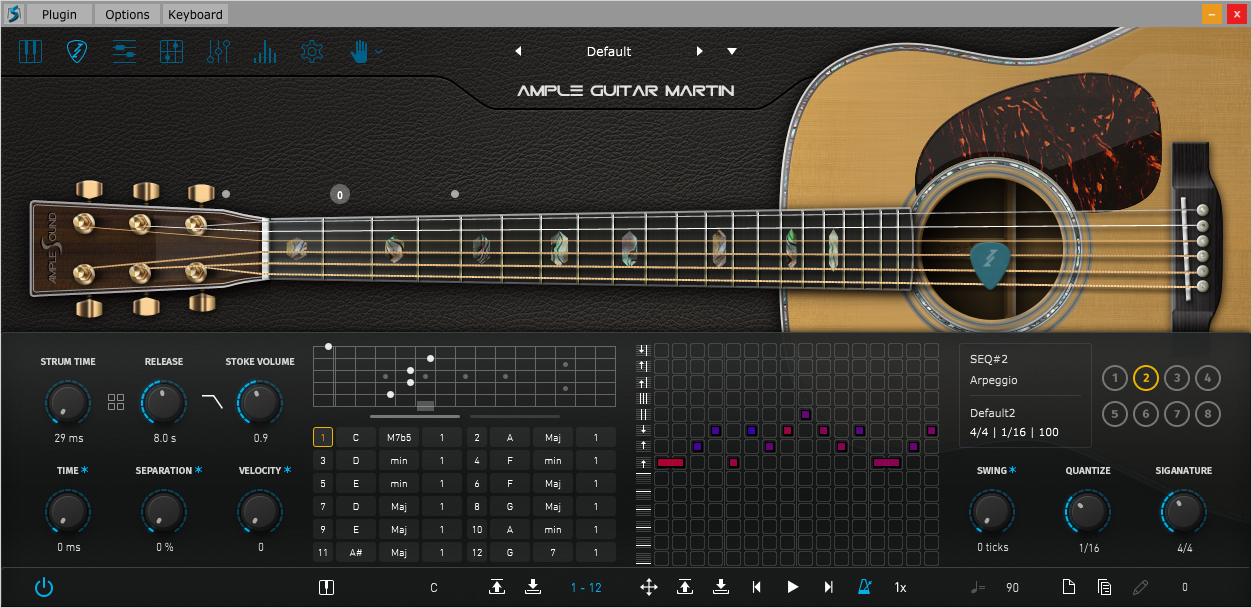 Plugin Options Keyboard – x
Default
AMPLE GUITAR MARTIN
0
AMPLE SOUND
STRUM TIME RELEASE STOKE VOLUME
29 ms 8.0 s 0.9
TIME * SEPARATION * VELOCITY *
0 ms 0 % 0
1 C M7b5 1 2 A Maj 1
3 D min 1 4 F min 1
5 E min 1 6 F Maj 1
7 D Maj 1 8 G Maj 1
9 E Maj 1 10 A min 1
11 A# Maj 1 12 G 7 1
SEQ#2
Arpeggio
Default2
4/4 | 1/16 | 100
1 2 3 4
5 6 7 8
SWING * QUANTIZE SIGANATURE
0 ticks 1/16 4/4
C 1 - 12 1x ♩= 90 0